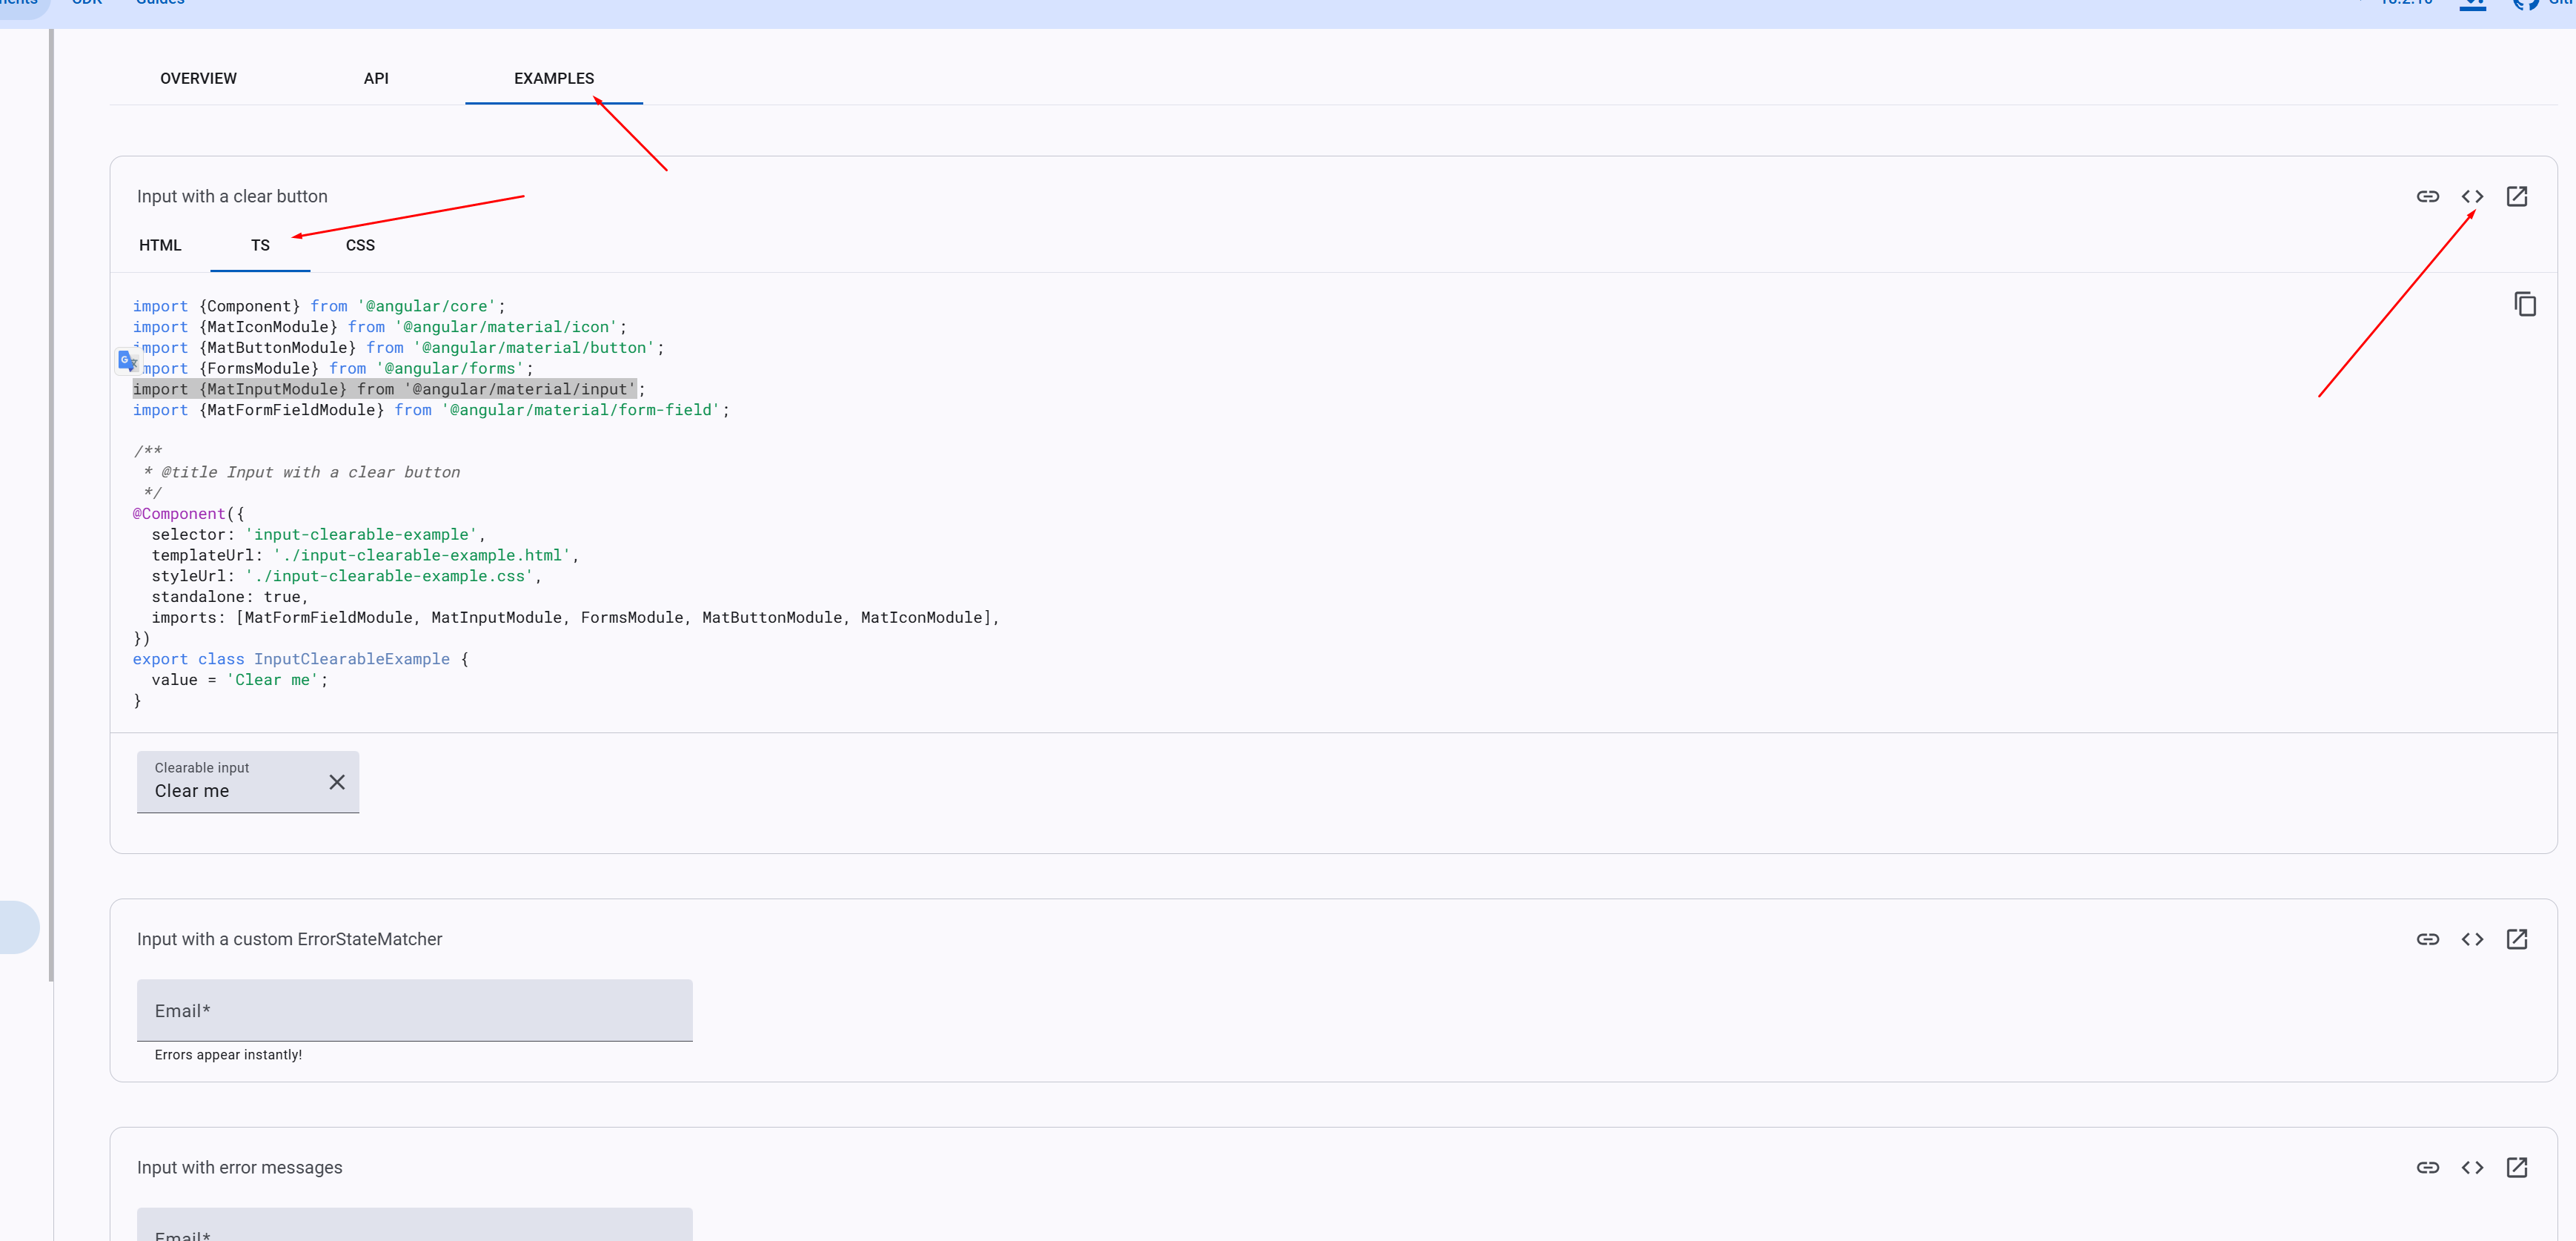 Guides
OVERVIEW
API
EXAMPLES
Input with a clear button
HTML
TS
CSS
import {Component} from '@angular/core';
import {MatIconModule} from '@angular/material/icon';
import {MatButtonModule} from '@angular/material/button';
import {FormsModule} from '@angular/forms';
import {MatInputModule} from '@angular/material/input';
import {MatFormFieldModule} from '@angular/material/form-field';
/**
* @title Input with a clear button
*/
@Component({
selector: 'input-clearable-example',
templateUrl: './input-clearable-example.html',
styleUrl: './input-clearable-example.css',
standalone: true,
imports: [MatFormFieldModule, MatInputModule, FormsModule, MatButtonModule, MatIconModule],
})
export class InputClearableExample {
value = 'Clear me';
}
Clearable input
Clear me
Input with a custom ErrorStateMatcher
Email*
Errors appear instantly!
Input with error messages
Email*